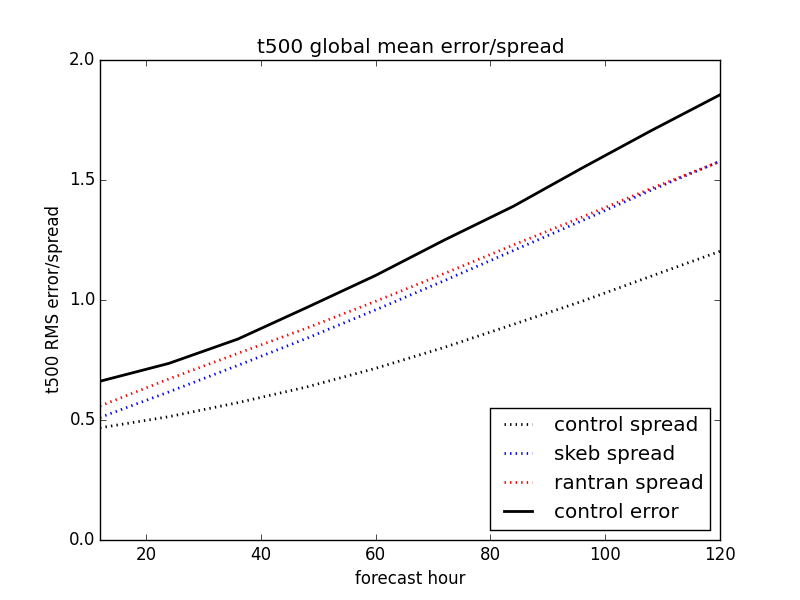 t500 global mean error/spread
2.0
1.5
1.0
0.5
0.0
t500 RMS error/spread
control spread
skeb spread
rantran spread
control error
20 40 60 80 100 120
forecast hour